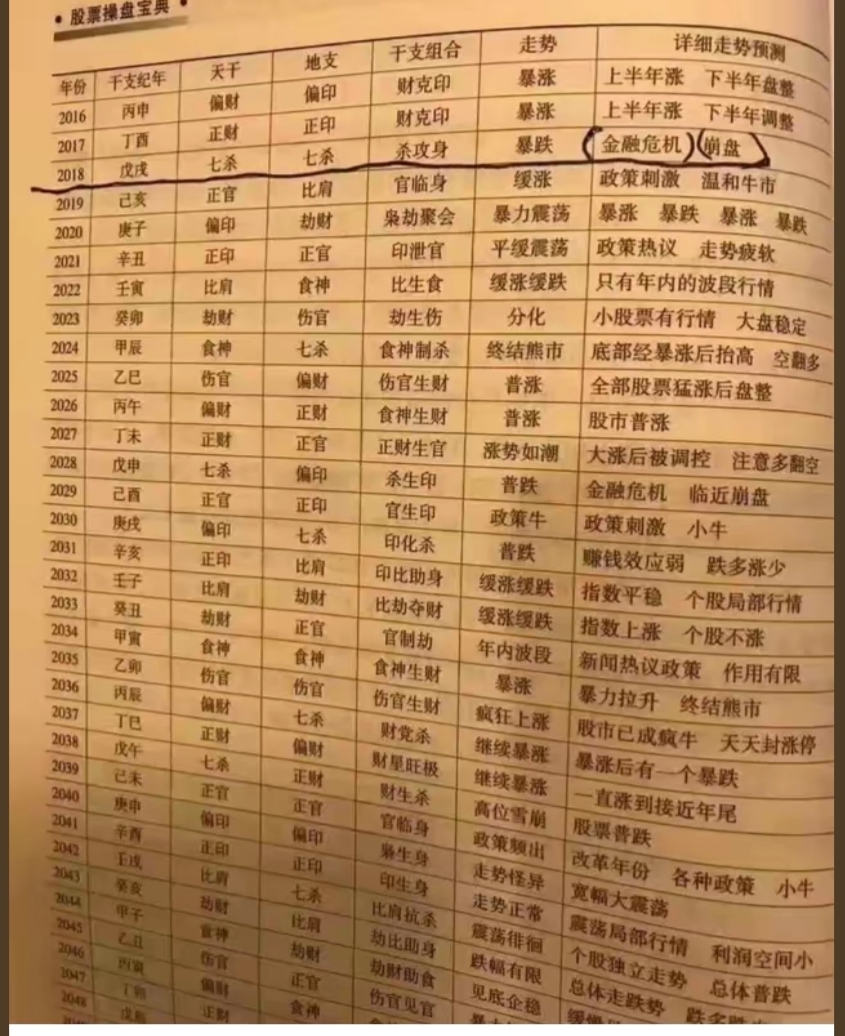 • 股票操盘宝典 •
年份 干支纪年 天干 地支 干支组合 走势 详细走势预测
2016 丙申 偏财 偏印 财克印 暴涨 上半年涨 下半年盘整
2017 丁酉 正财 正印 财克印 暴涨 上半年涨 下半年调整
2018 戊戌 七杀 七杀 杀攻身 暴跌 金融危机 崩盘
2019 己亥 正官 比肩 官临身 缓涨 政策刺激 温和牛市
2020 庚子 偏印 劫财 枭劫聚会 暴力震荡 暴涨 暴跌 暴涨 暴跌
2021 辛丑 正印 正官 印泄官 平缓震荡 政策热议 走势疲软
2022 壬寅 比肩 食神 比生食 缓涨缓跌 只有年内的波段行情
2023 癸卯 劫财 伤官 劫生伤 分化 小股票有行情 大盘稳定
2024 甲辰 食神 七杀 食神制杀 终结熊市 底部经暴涨后抬高 空翻多
2025 乙巳 伤官 偏财 伤官生财 普涨 全部股票猛涨后盘整
2026 丙午 偏财 正财 食神生财 普涨 股市普涨
2027 丁未 正财 正官 正财生官 涨势如潮 大涨后被调控 注意多翻空
2028 戊申 七杀 偏印 杀生印 普跌 金融危机 临近崩盘
2029 己酉 正官 正印 官生印 政策牛 政策刺激 小牛
2030 庚戌 偏印 七杀 印化杀 普跌 赚钱效应弱 跌多涨少
2031 辛亥 正印 比肩 印比助身 缓涨缓跌 指数平稳 个股局部行情
2032 壬子 比肩 劫财 比劫夺财 缓涨缓跌 指数上涨 个股不涨
2033 癸丑 劫财 正官 官制劫 年内波段 新闻热议政策 作用有限
2034 甲寅 食神 食神 食神生财 暴涨 暴力拉升 终结熊市
2035 乙卯 伤官 伤官 伤官生财 疯狂上涨 股市已成疯牛 天天封涨停
2036 丙辰 偏财 七杀 财党杀 继续暴涨 暴涨后有一个暴跌
2037 丁巳 正财 偏财 财星旺极 继续暴涨 一直涨到接近年尾
2038 戊午 七杀 正财 财生杀 高位雪崩 股票普跌
2039 己未 正官 正官 官临身 政策频出 改革年份 各种政策 小牛
2040 庚申 偏印 偏印 枭生身 走势怪异 宽幅大震荡
2041 辛酉 正印 正印 印生身 走势正常 震荡局部行情 利润空间小
2042 壬戌 比肩 七杀 比肩抗杀 震荡徘徊 个股独立走势 总体普跌
2043 癸亥 劫财 比肩 劫比助身 跌幅有限 总体走跌势
2044 甲子 食神 劫财 劫财助食 见底企稳
2045 乙丑 伤官 正官 伤官见官
2046 丙寅 偏财 食神
2047 丁卯 正财
2048